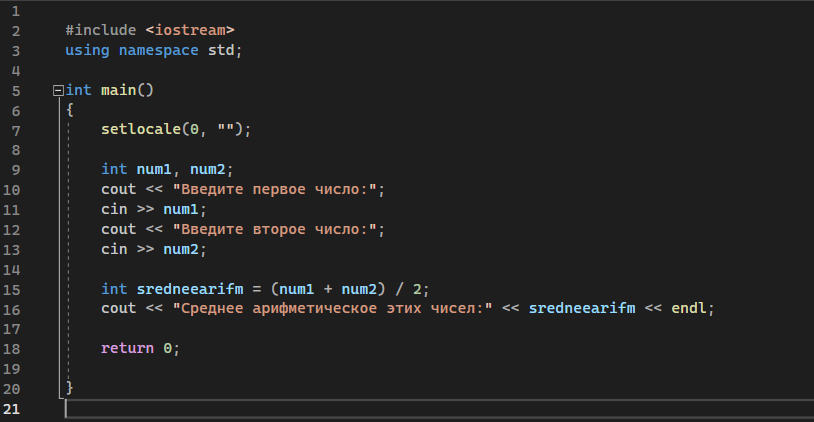 1
2 #include <iostream>
3 using namespace std;
4
5 int main()
6 {
7 setlocale(0, "");
8
9 int num1, num2;
10 cout << "Введите первое число:";
11 cin >> num1;
12 cout << "Введите второе число:";
13 cin >> num2;
14
15 int sredneearifm = (num1 + num2) / 2;
16 cout << "Среднее арифметическое этих чисел:" << sredneearifm << endl;
17
18 return 0;
19
20 }
21